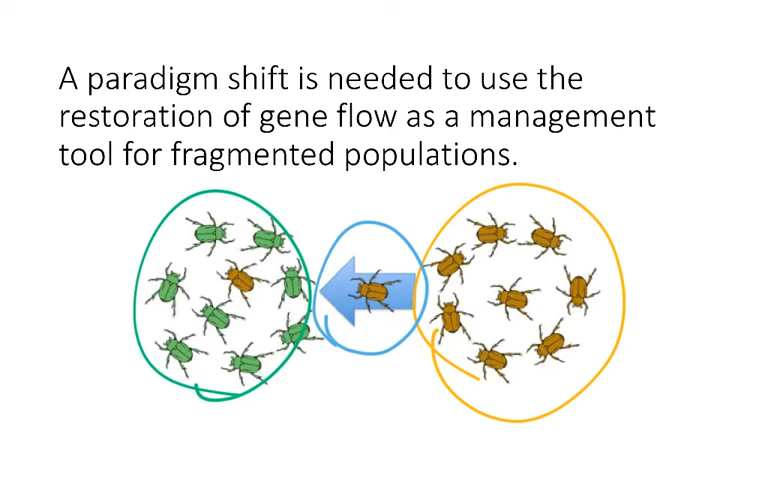 A paradigm shift is needed to use the
restoration of gene flow as a management
tool for fragmented populations.